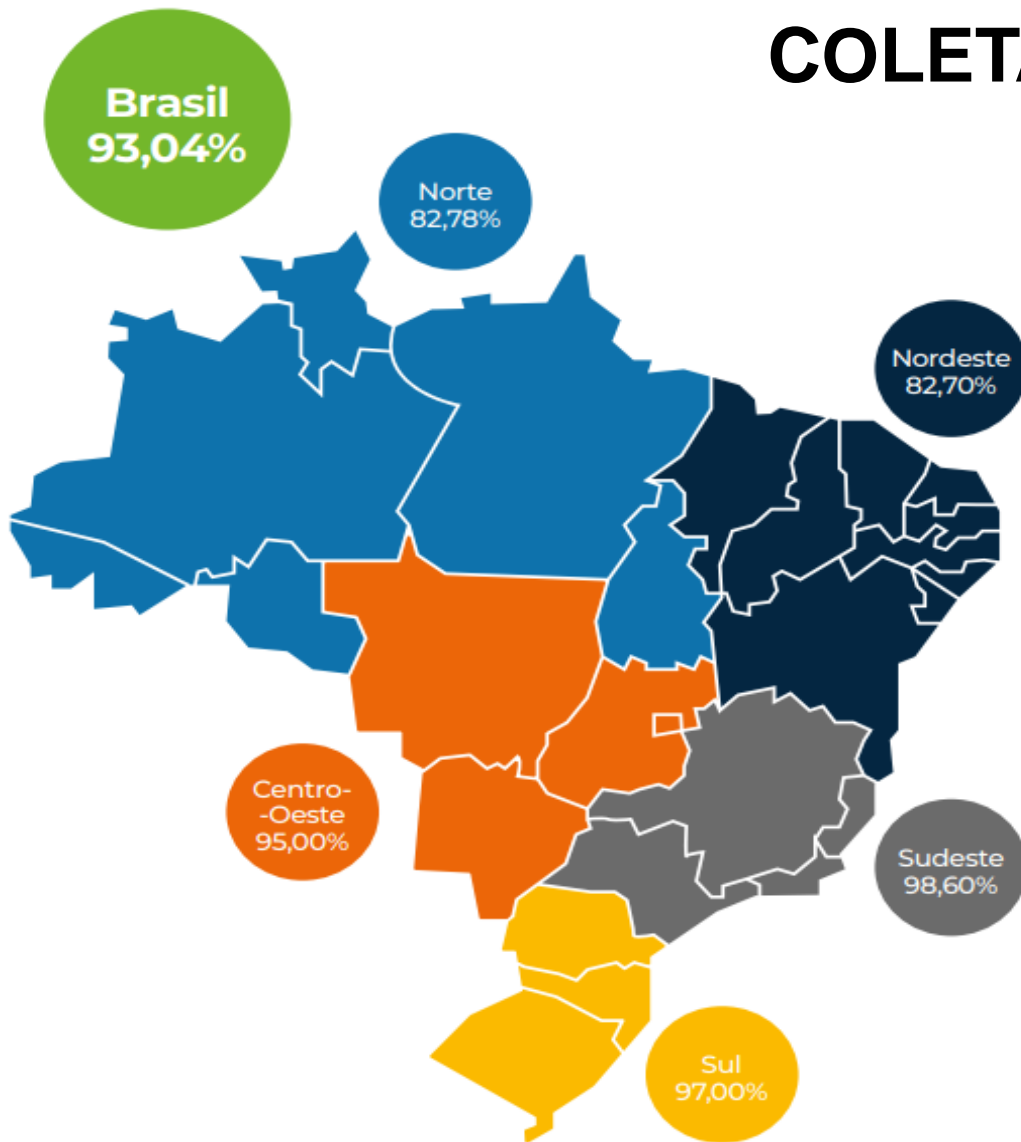 COLETA
Brasil
93,04%
Norte
82,78%
Nordeste
82,70%
Centro-
-Oeste
95,00%
Sudeste
98,60%
Sul
97,00%